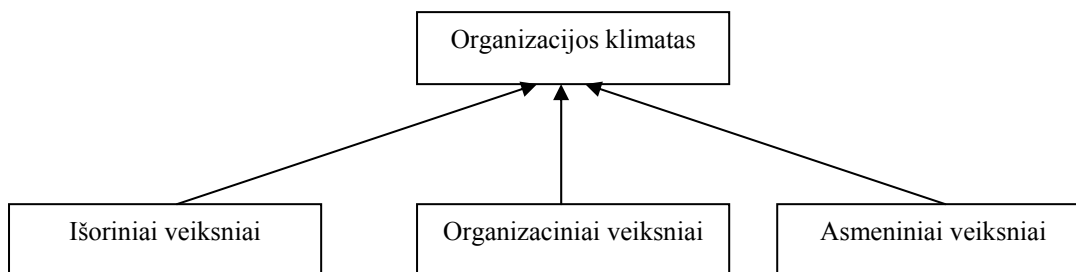 Organizacijos klimatas
Išoriniai veiksniai
Organizaciniai veiksniai
Asmeniniai veiksniai